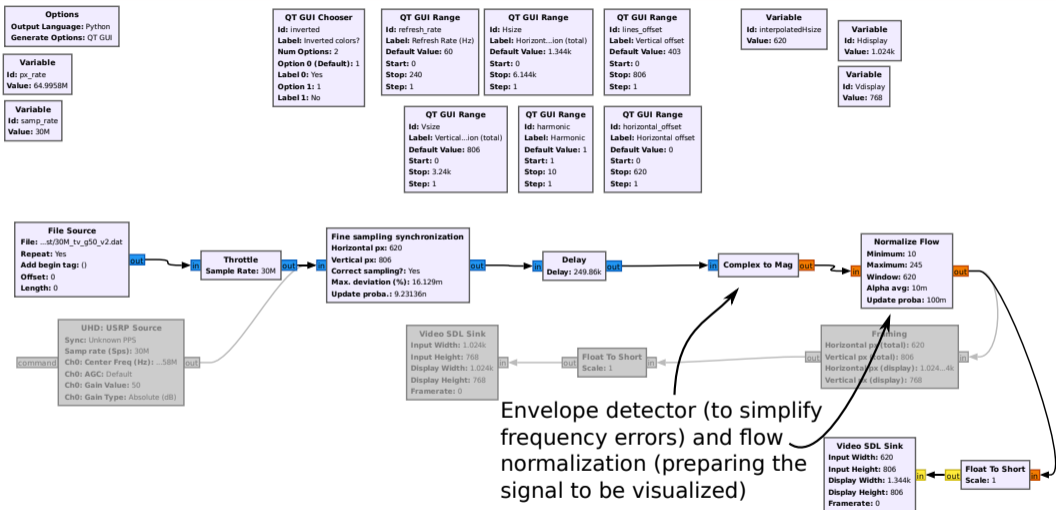 Options
Output Language: Python
Generate Options: QT GUI
Variable
Id: px_rate
Value: 64.9958M
Variable
Id: samp_rate
Value: 30M
QT GUI Chooser
Id: inverted
Label: Inverted colors?
Num Options: 2
Option 0 (Default): 1
Label 0: Yes
Option 1: 1
Label 1: No
QT GUI Range
Id: refresh_rate
Label: Refresh Rate (Hz)
Default Value: 60
Start: 0
Stop: 240
Step: 1
QT GUI Range
Id: Hsize
Label: Horizont...ion (total)
Default Value: 1.344k
Start: 0
Stop: 6.144k
Step: 1
QT GUI Range
Id: lines_offset
Label: Vertical offset
Default Value: 403
Start: 0
Stop: 806
Step: 1
Variable
Id: interpolatedHsize
Value: 620
Variable
Id: Hdisplay
Value: 1.024k
Variable
Id: Vdisplay
Value: 768
QT GUI Range
Id: Vsize
Label: Vertical...ion (total)
Default Value: 806
Start: 0
Stop: 3.24k
Step: 1
QT GUI Range
Id: harmonic
Label: Harmonic
Default Value: 1
Start: 1
Stop: 10
Step: 1
QT GUI Range
Id: horizontal_offset
Label: Horizontal offset
Default Value: 0
Start: 0
Stop: 620
Step: 1
File Source
File: ...st/30M_tv_g50_v2.dat
Repeat: Yes
Add begin tag: ()
Offset: 0
Length: 0
out
in
Throttle
Sample Rate: 30M
out
in
Fine sampling synchronization
Horizontal px: 620
Vertical px: 806
Correct sampling?: Yes
Max. deviation (%): 16.129m
Update proba.: 9.23136n
out
in
Delay
Delay: 249.86k
out
in
Complex to Mag
out
in
Normalize Flow
Minimum: 10
Maximum: 245
Window: 620
Alpha avg: 10m
Update proba: 100m
out
command
UHD: USRP Source
Sync: Unknown PPS
Samp rate (Sps): 30M
Ch0: Center Freq (Hz): ...58M
Ch0: AGC: Default
Ch0: Gain Value: 50
Ch0: Gain Type: Absolute (dB)
out
Video SDL Sink
Input Width: 1.024k
Input Height: 768
Display Width: 1.024k
Display Height: 768
Framerate: 0
in
out
Float To Short
Scale: 1
in
out
Framing
Horizontal px (total): 620
Vertical px (total): 806
Horizontal px (display): 1.024...4k
Vertical px (display): 768
in
Envelope detector (to simplify
frequency errors) and flow
normalization (preparing the
signal to be visualized)
Video SDL Sink
Input Width: 620
Input Height: 806
Display Width: 1.344k
Display Height: 806
Framerate: 0
in
out
Float To Short
Scale: 1
in